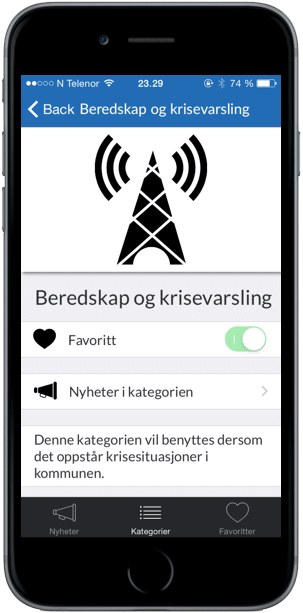 N Telenor 23.29 74 %
Back Beredskap og krisevarsling
Beredskap og krisevarsling
Favoritt
Nyheter i kategorien
Denne kategorien vil benyttes dersom
det oppstår krisesituasjoner i
kommunen.
Nyheter Kategorier Favoritter